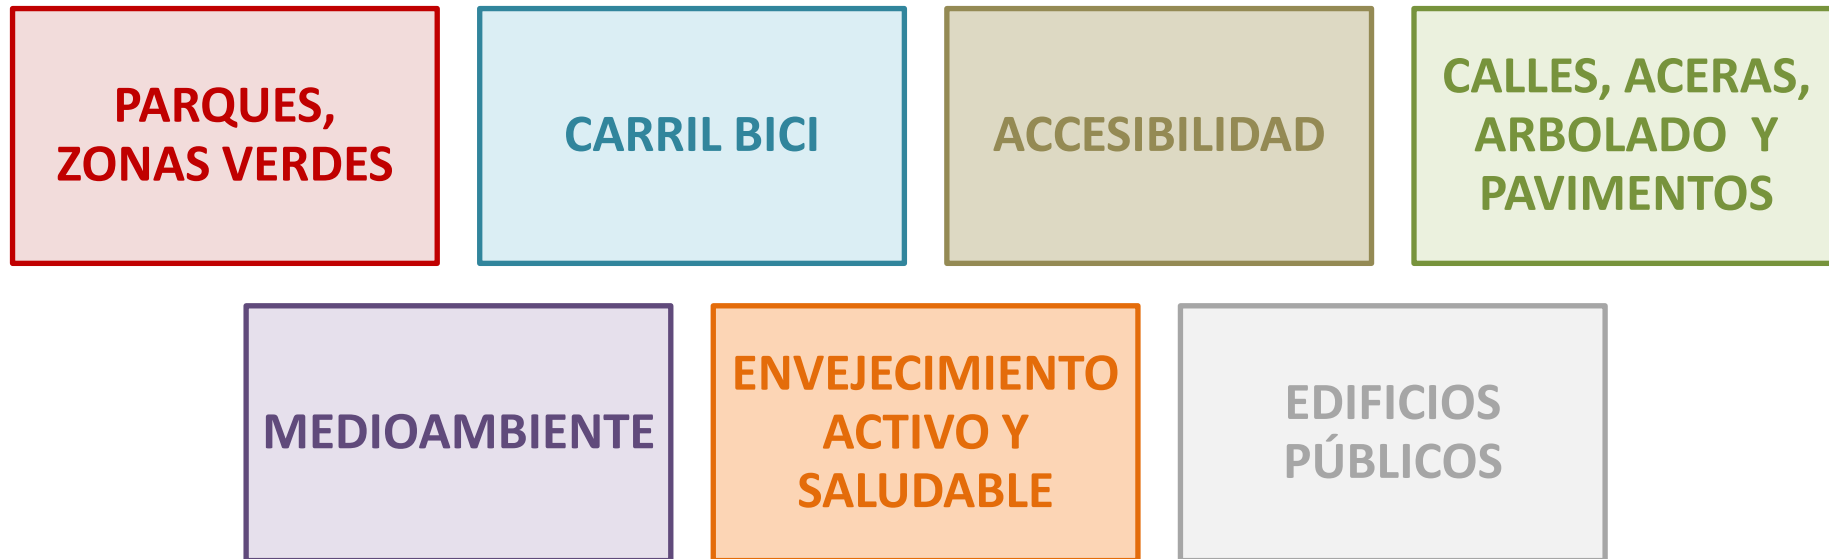 PARQUES,
ZONAS VERDES
CARRIL BICI
ACCESIBILIDAD
CALLES, ACERAS,
ARBOLADO Y
PAVIMENTOS
MEDIOAMBIENTE
ENVEJECIMIENTO
ACTIVO Y
SALUDABLE
EDIFICIOS
PÚBLICOS